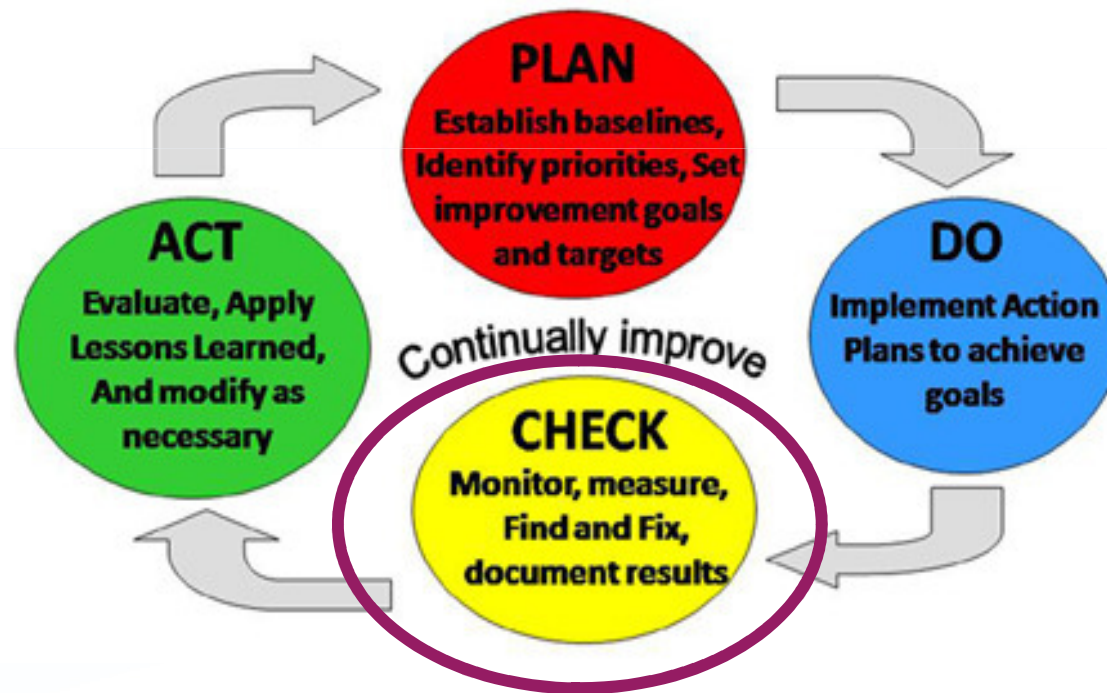 PLAN
Establish baselines,
Identify priorities, Set
improvement goals
and targets
DO
Implement Action
Plans to achieve
goals
Continually improve
CHECK
Monitor, measure,
Find and Fix,
document results
ACT
Evaluate, Apply
Lessons Learned,
And modify as
necessary